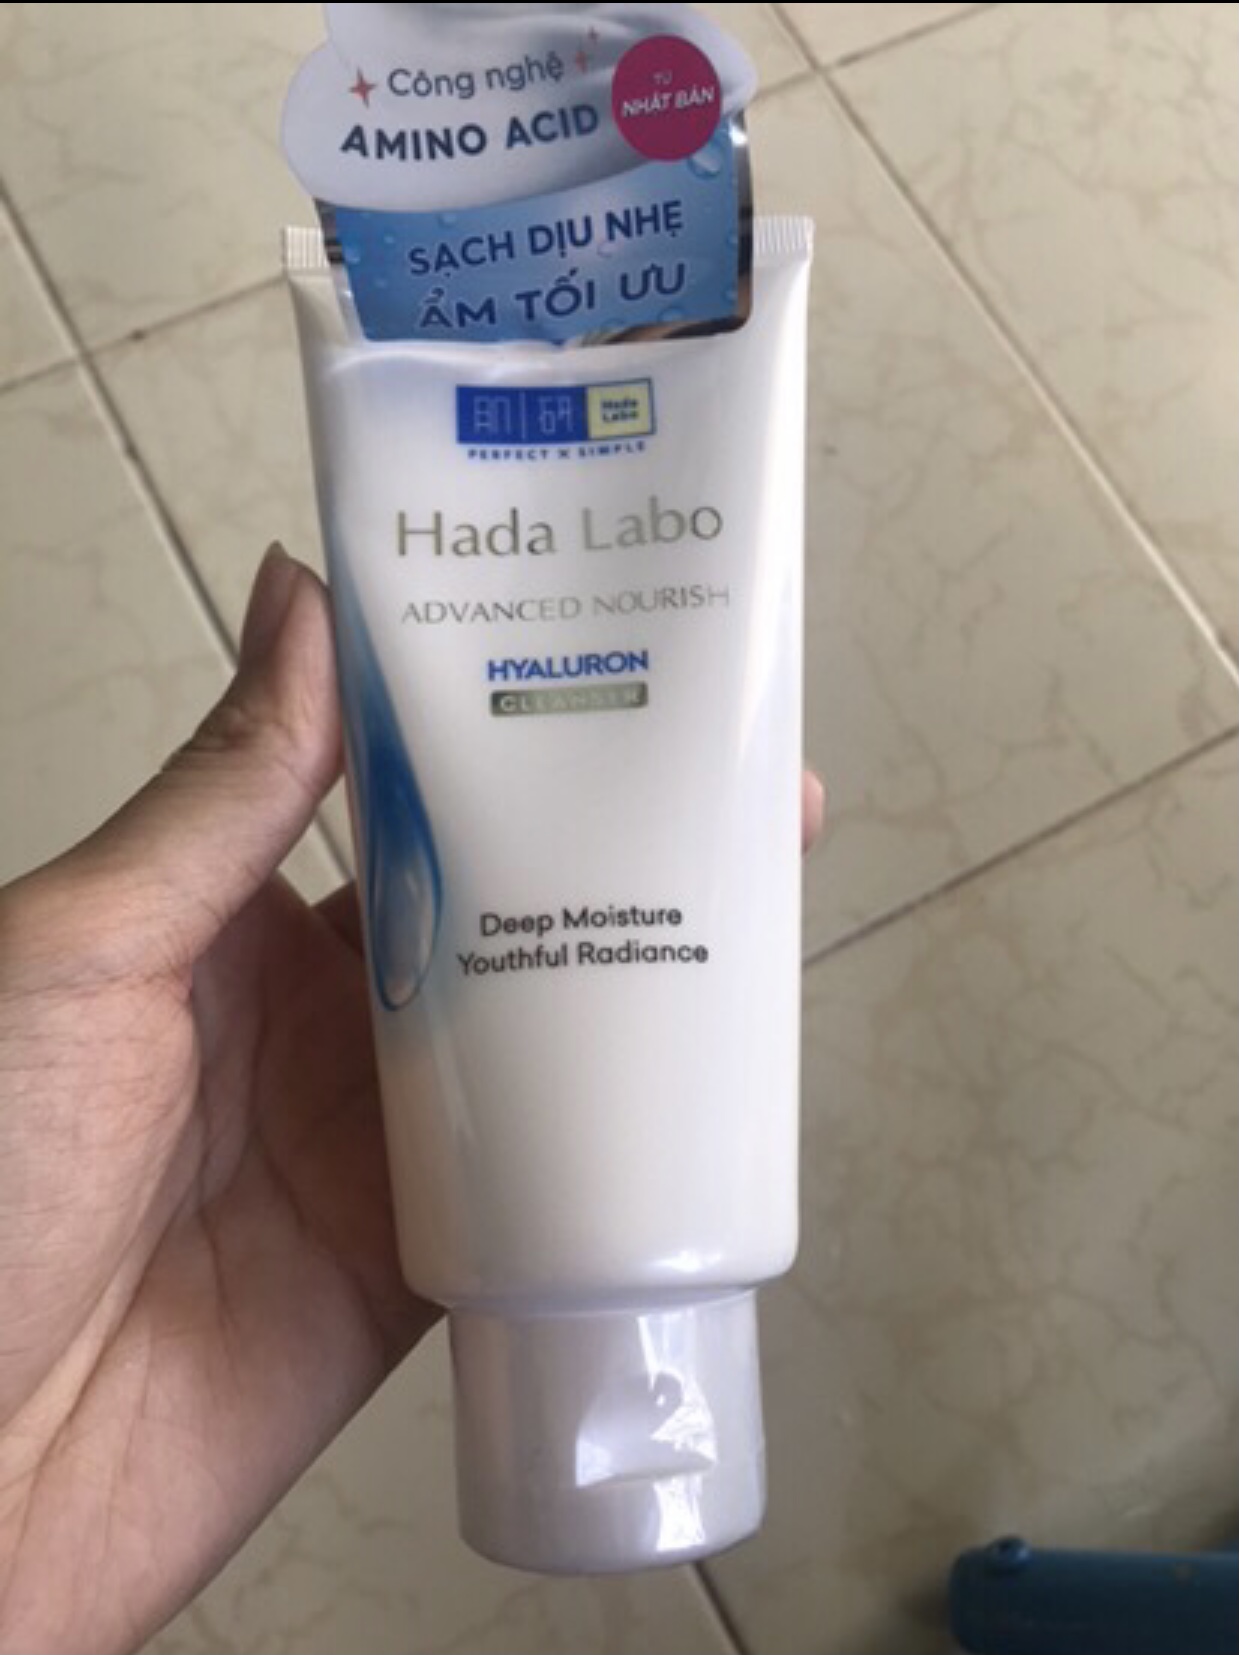 Công nghệ
AMINO ACID
TỪ
NHẬT BẢN
SẠCH DỊU NHẸ
ẨM TỐI ƯU
Hada
Labo
PERFECT × SIMPLE
Hada Labo
ADVANCED NOURISH
HYALURON
CLEANSER
Deep Moisture
Youthful Radiance